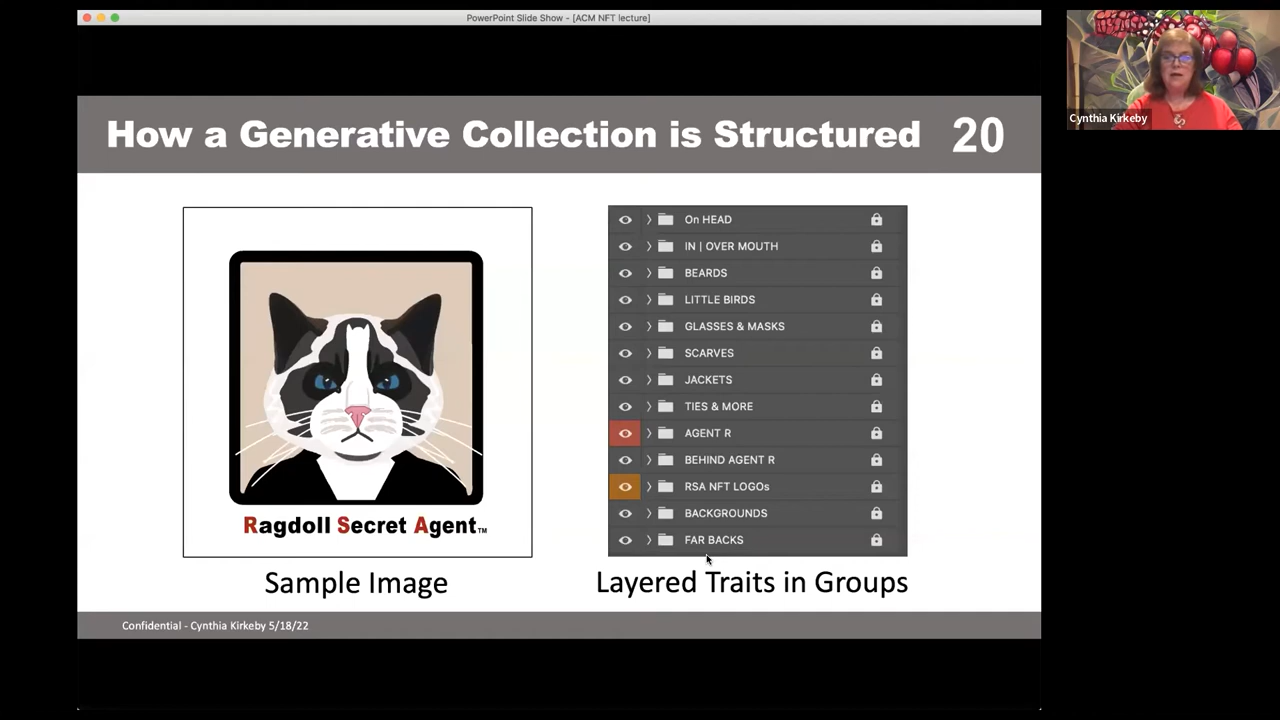 PowerPoint Slide Show - [ACM NFT lecture]
How a Generative Collection is Structured 20
Ragdoll Secret Agent™
Sample Image
On HEAD
IN | OVER MOUTH
BEARDS
LITTLE BIRDS
GLASSES & MASKS
SCARVES
JACKETS
TIES & MORE
AGENT R
BEHIND AGENT R
RSA NFT LOGOs
BACKGROUNDS
FAR BACKS
Layered Traits in Groups
Confidential - Cynthia Kirkeby 5/18/22
Cynthia Kirkeby